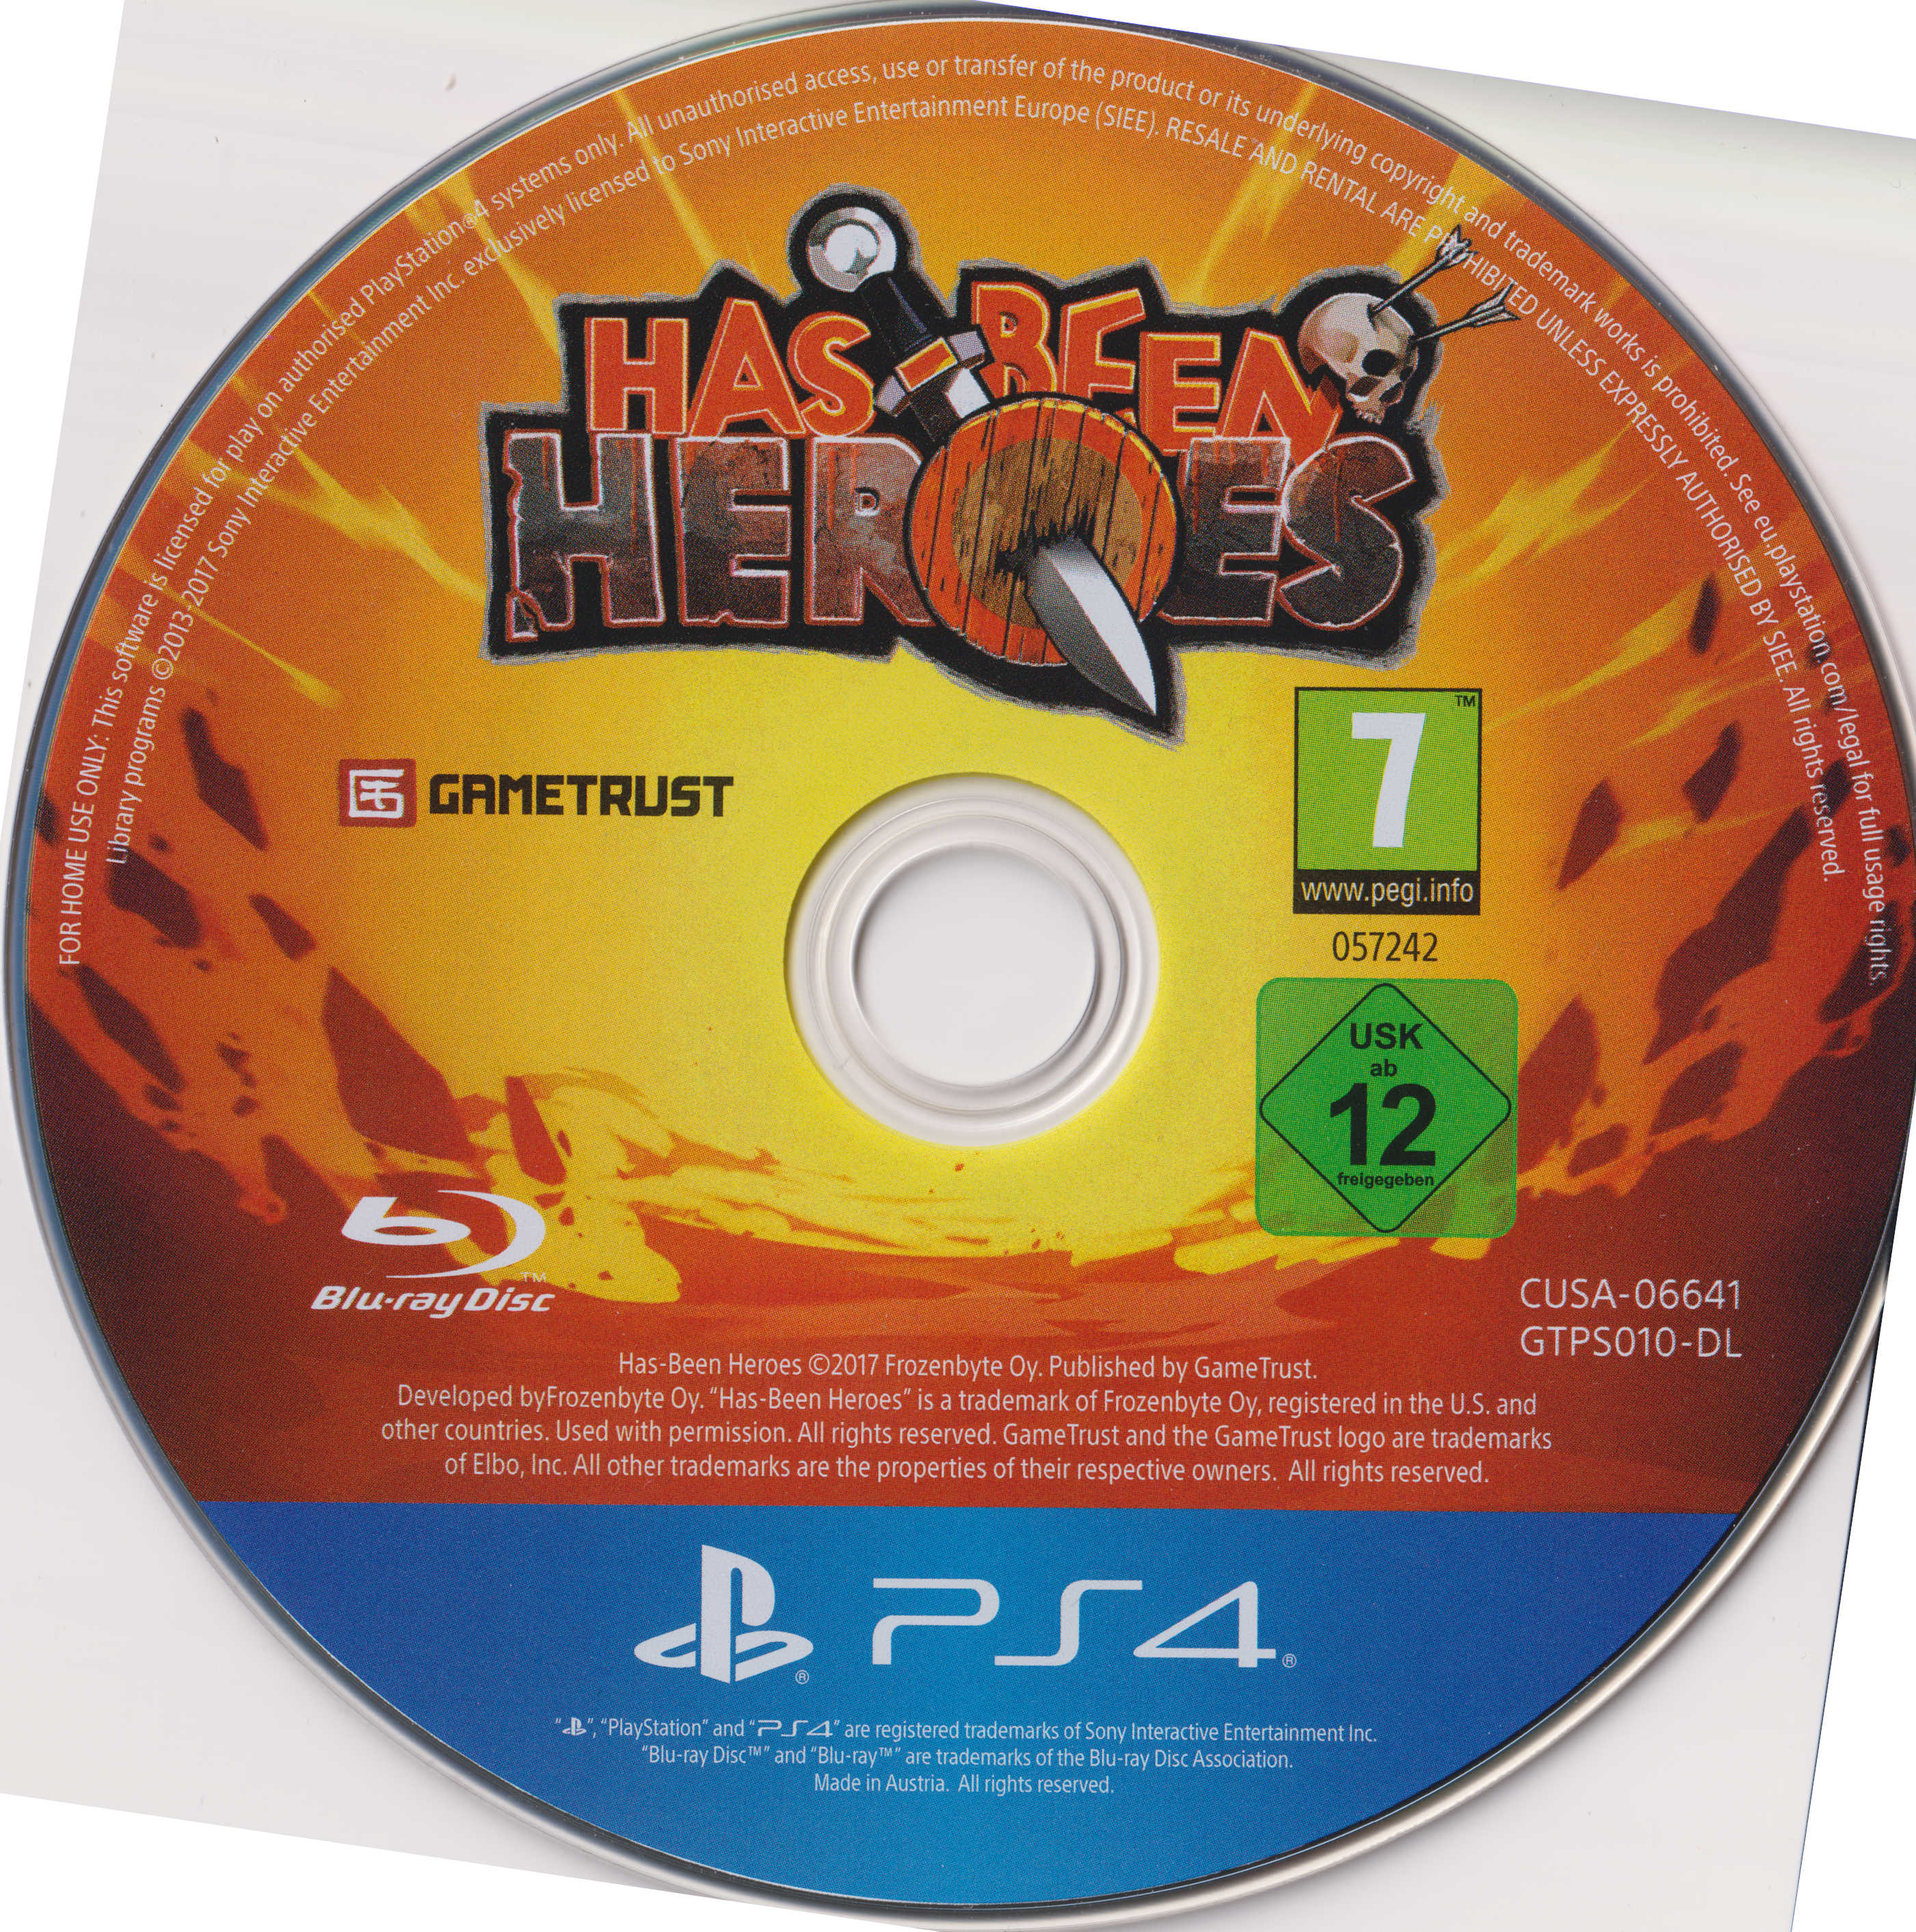 FOR HOME USE ONLY: This software is licensed for play on authorised PlayStation®4 systems only. All unauthorised access, use or transfer of the product or its underlying copyright and trademark works is prohibited. See eu.playstation.com/legal for full usage rights.
Library programs ©2013-2017 Sony Interactive Entertainment Inc. exclusively licensed to Sony Interactive Entertainment Europe (SIEE). RESALE AND RENTAL ARE PROHIBITED UNLESS EXPRESSLY AUTHORISED BY SIEE. All rights reserved.
HAS BEEN
HEROES
GAMETRUST
7™
www.pegi.info
057242
USK
ab
12
freigegeben
Blu-ray Disc™
CUSA-06641
GTPS010-DL
Has-Been Heroes ©2017 Frozenbyte Oy. Published by GameTrust.
Developed byFrozenbyte Oy. “Has-Been Heroes” is a trademark of Frozenbyte Oy, registered in the U.S. and
other countries. Used with permission. All rights reserved. GameTrust and the GameTrust logo are trademarks
of Elbo, Inc. All other trademarks are the properties of their respective owners. All rights reserved.
® PS4®
“PS”, “PlayStation” and “PS4” are registered trademarks of Sony Interactive Entertainment Inc.
“Blu-ray Disc™” and “Blu-ray™” are trademarks of the Blu-ray Disc Association.
Made in Austria. All rights reserved.